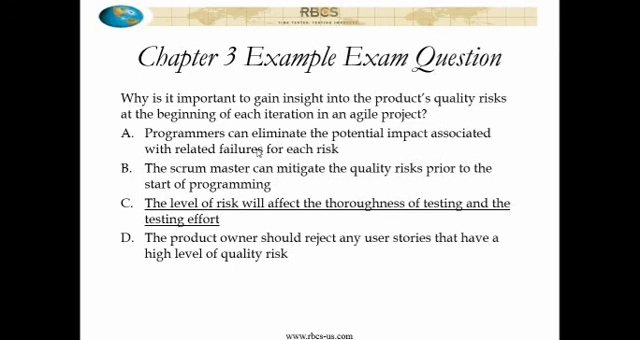 RBCS
Chapter 3 Example Exam Question
Why is it important to gain insight into the product's quality risks
at the beginning of each iteration in an agile project?
A. Programmers can eliminate the potential impact associated
with related failures for each risk
B. The scrum master can mitigate the quality risks prior to the
start of programming
C. The level of risk will affect the thoroughness of testing and the
testing effort
D. The product owner should reject any user stories that have a
high level of quality risk
www.rbcs-us.com